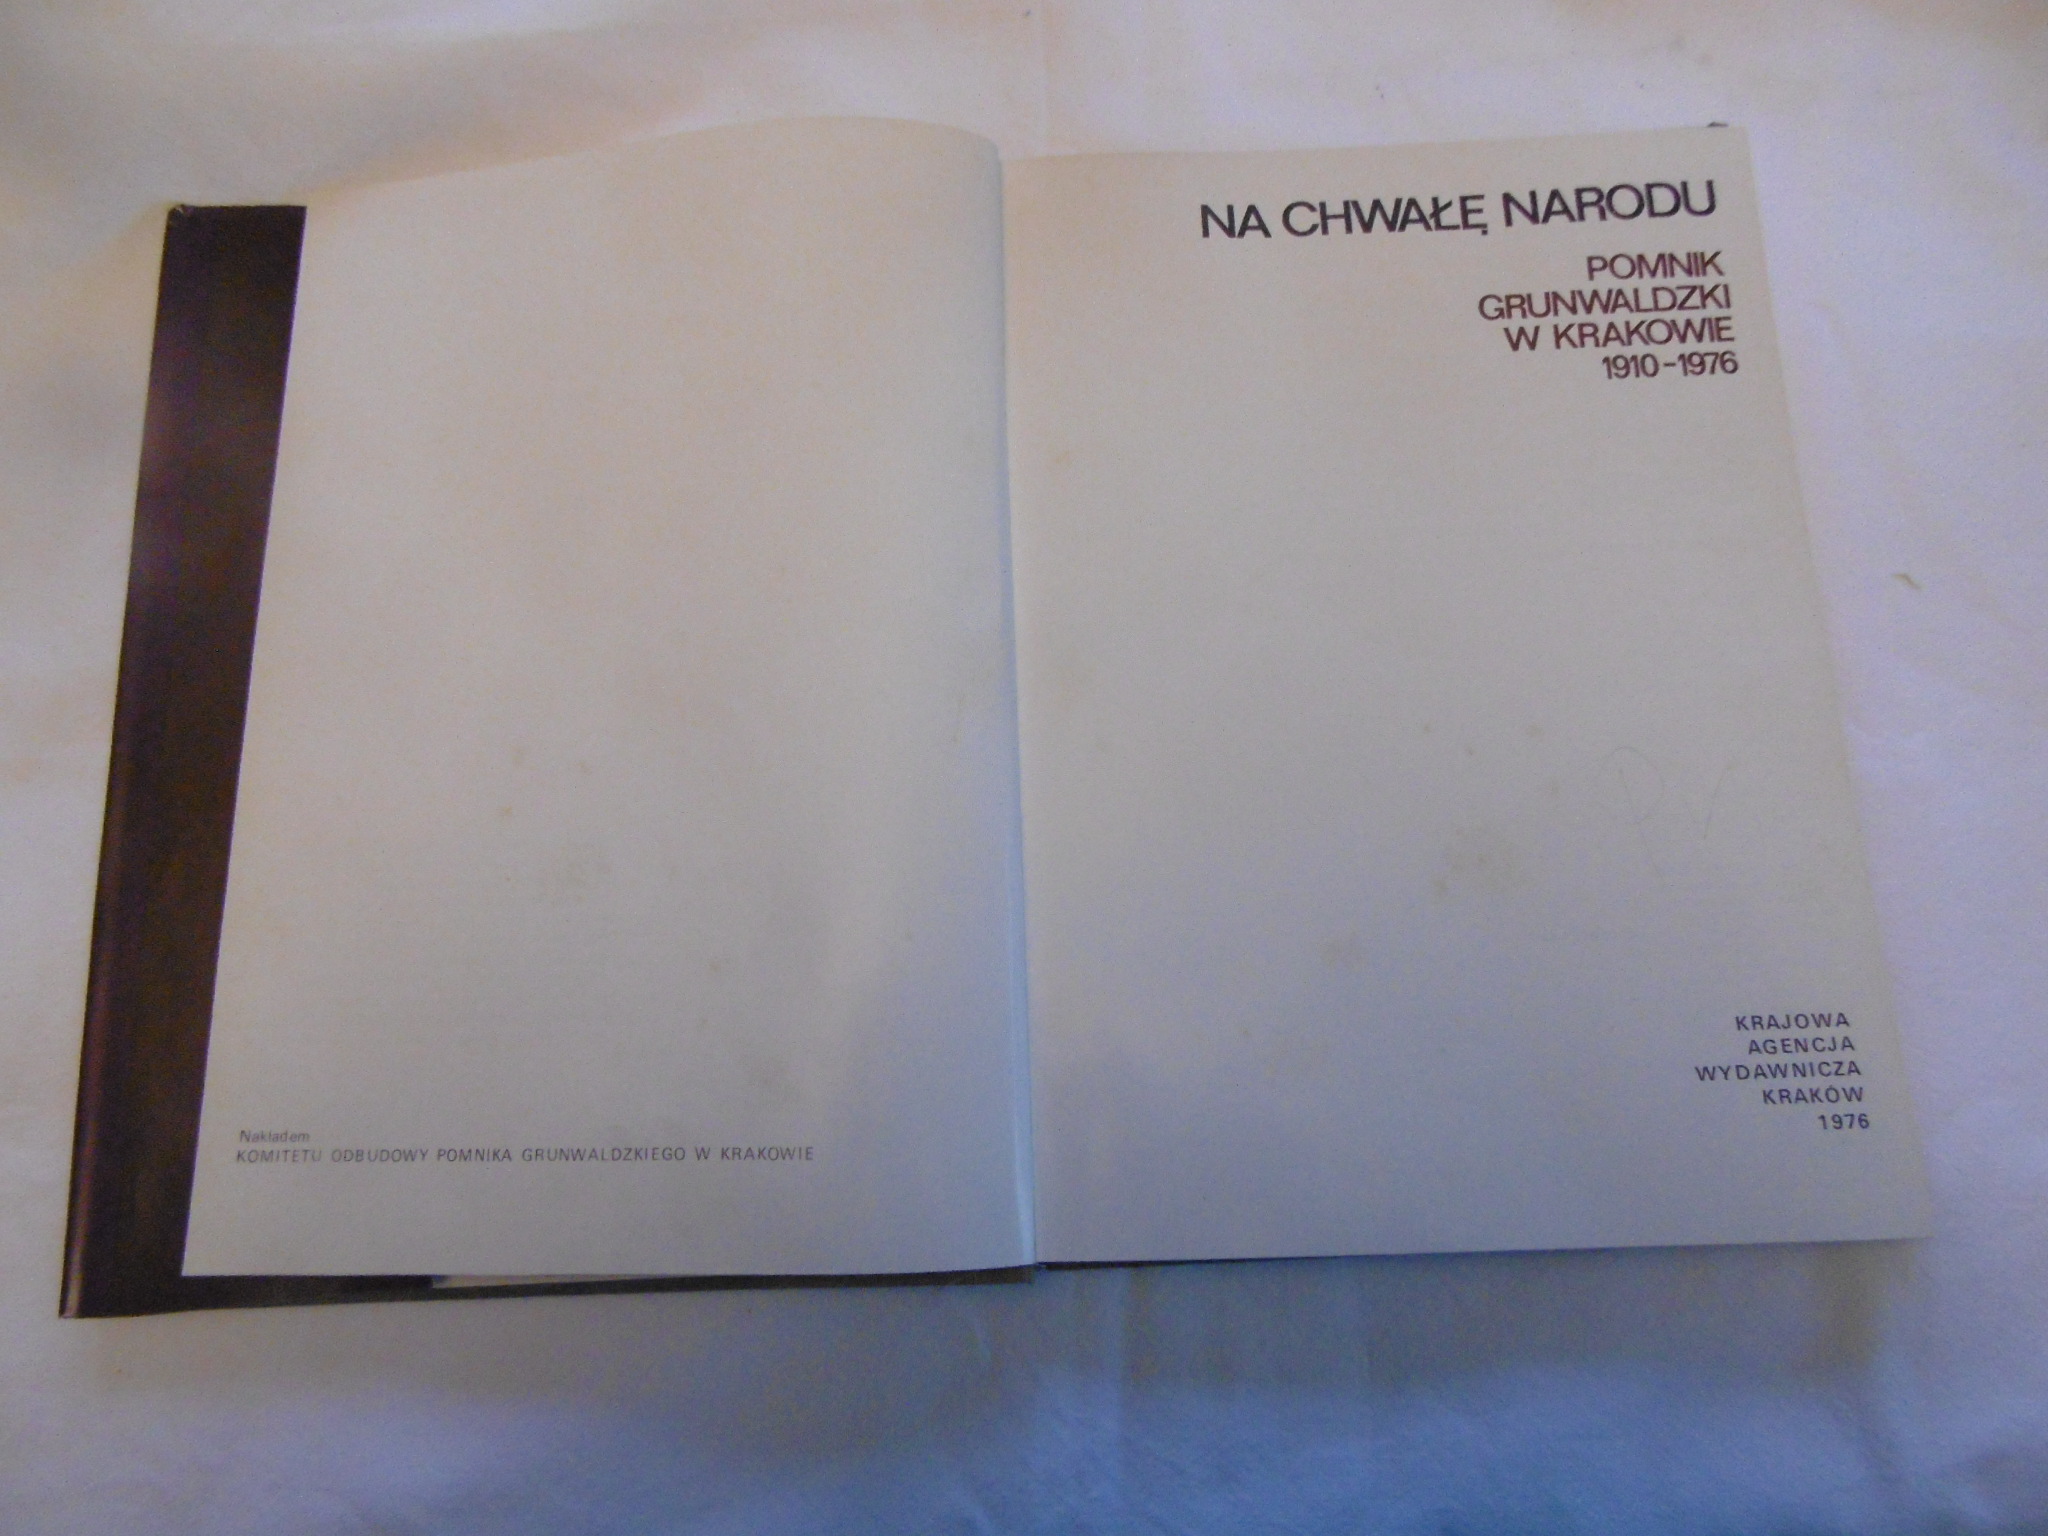 Nakładem
KOMITETU ODBUDOWY POMNIKA GRUNWALDZKIEGO W KRAKOWIE
NA CHWAŁĘ NARODU
POMNIK
GRUNWALDZKI
W KRAKOWIE
1910-1976
KRAJOWA
AGENCJA
WYDAWNICZA
KRAKÓW
1976